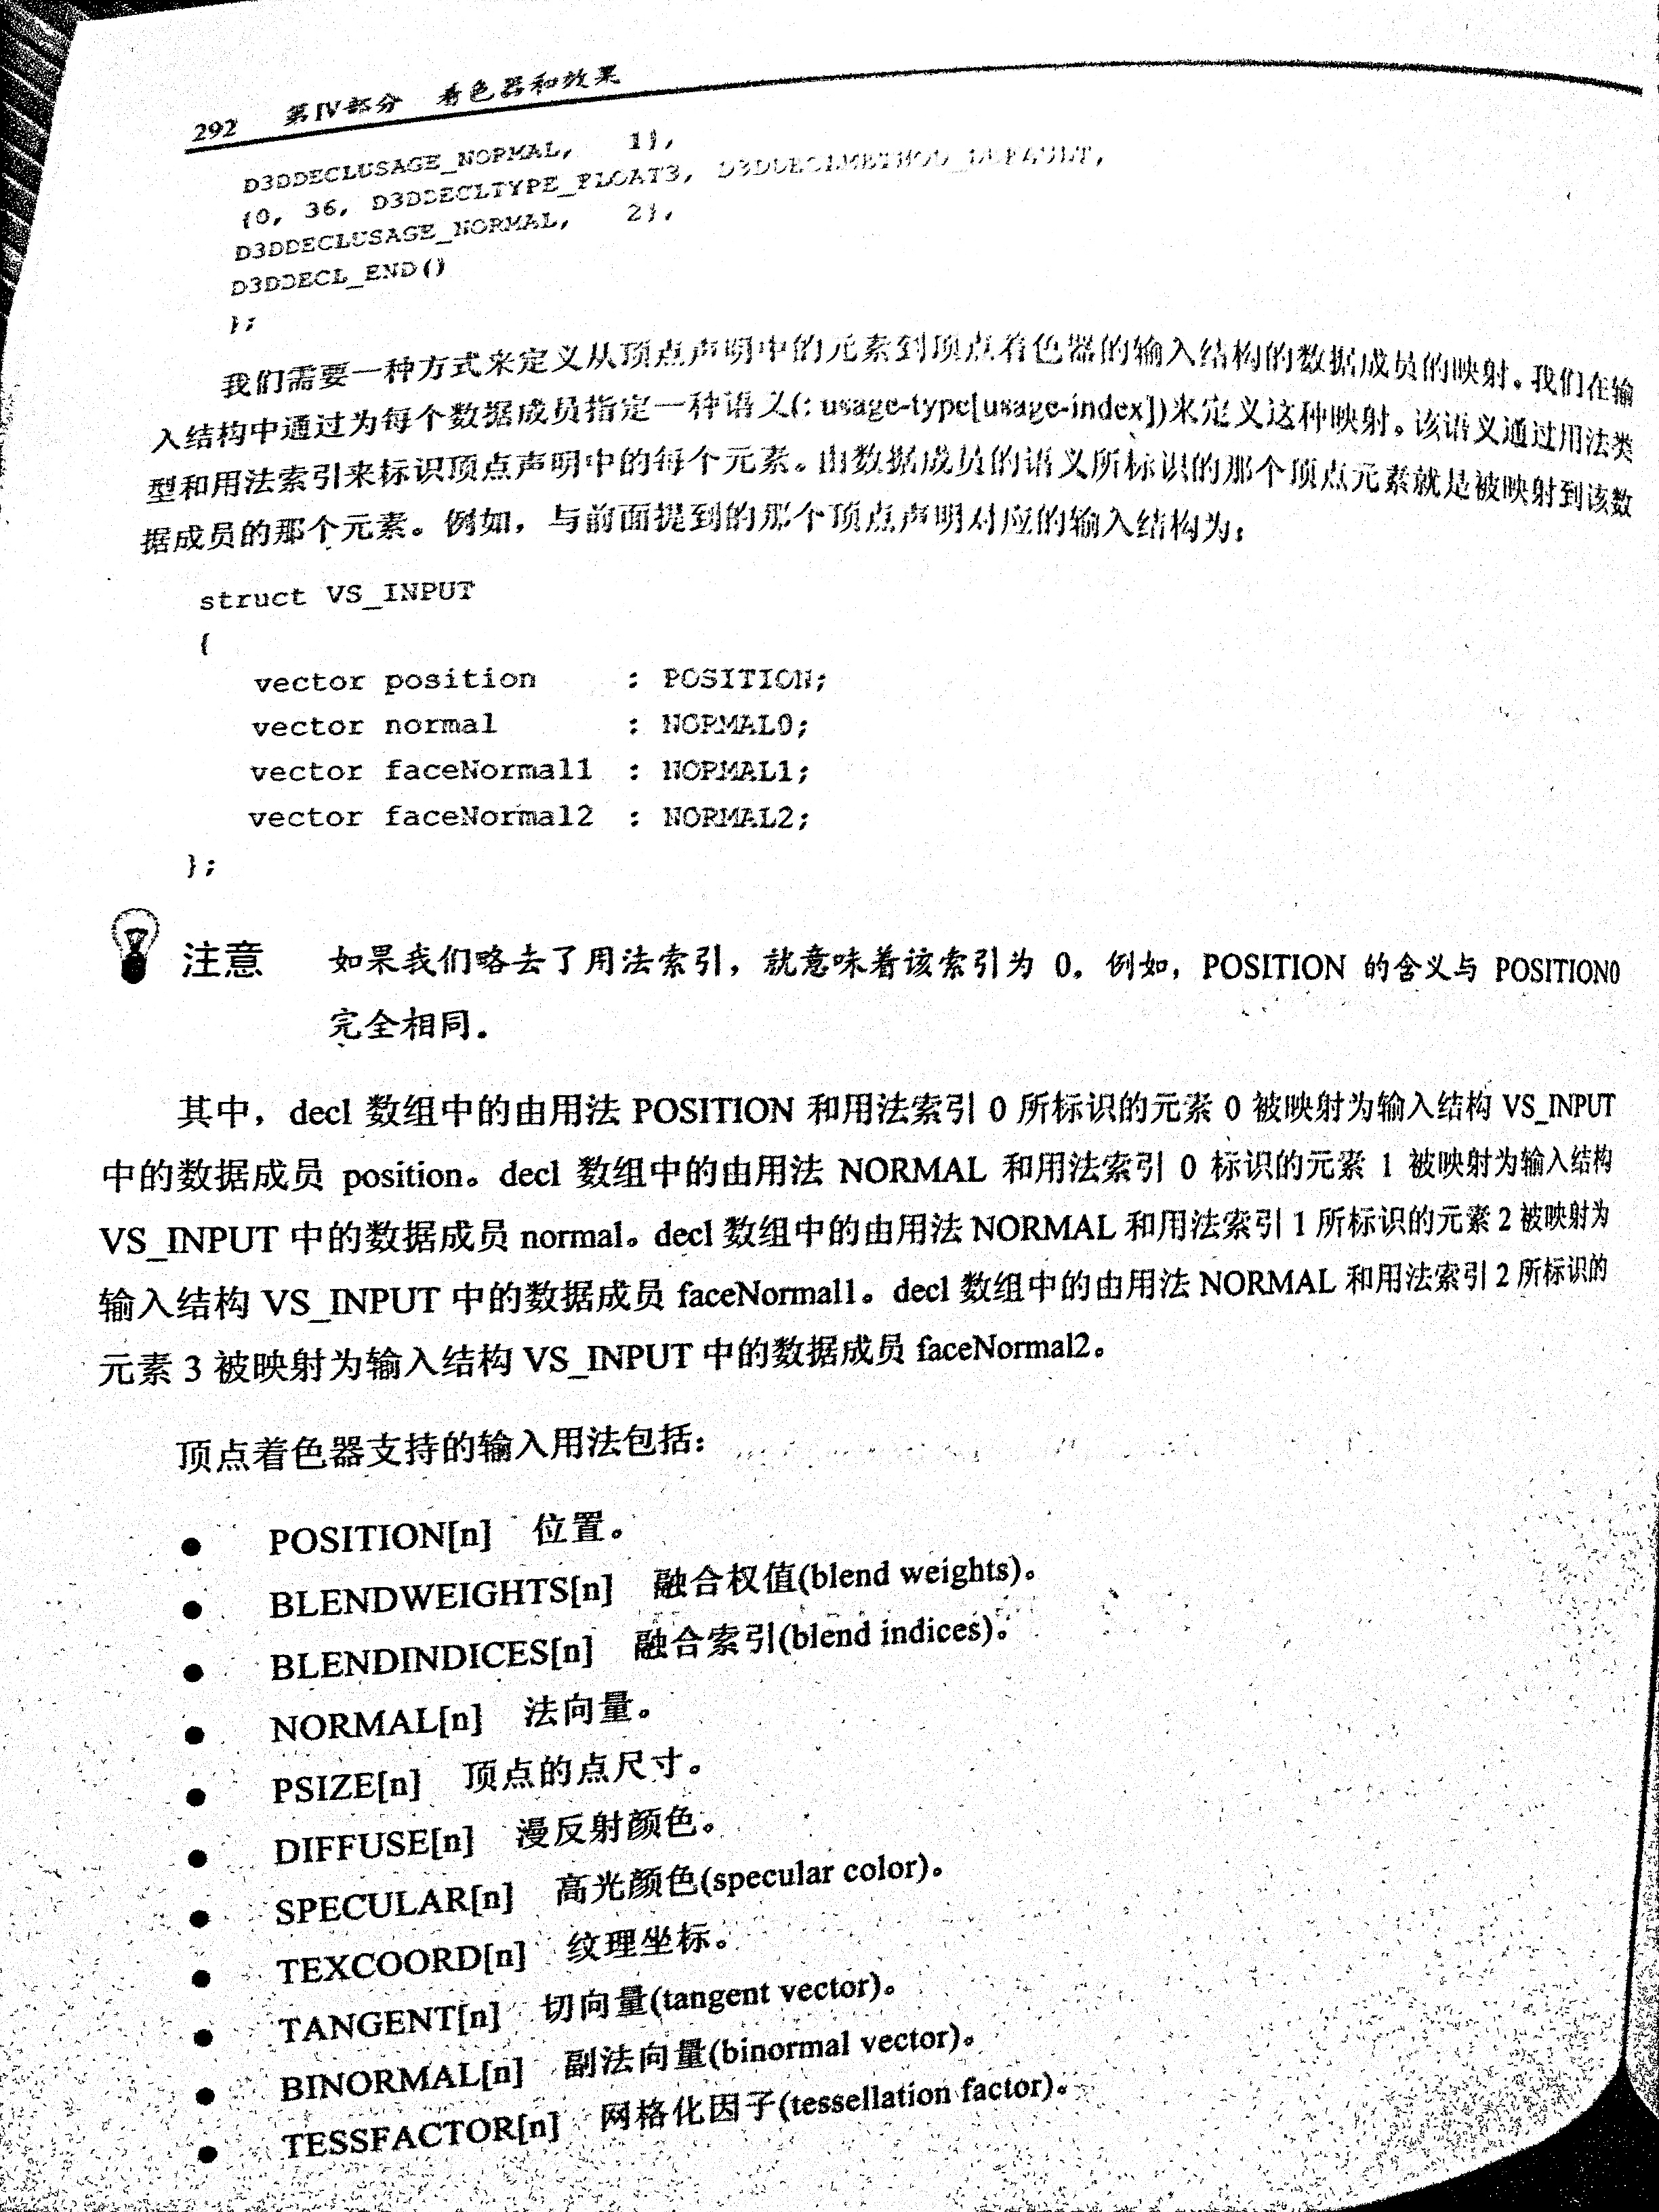 292 第IV部分 着色器和效果
D3DDECLUSAGE_NORMAL, 1},
{0, 36, D3DDECLTYPE_FLOAT3, D3DDECLMETHOD_DEFAULT,
D3DDECLUSAGE_NORMAL, 2},
D3DDECL_END()
};
我们需要一种方式来定义从顶点声明中的元素到顶点着色器的输入结构的数据成员的映射。我们在输
入结构中通过为每个数据成员指定一种语义(: usage-type[usage-index])来定义这种映射。该语义通过用法类
型和用法索引来标识顶点声明中的每个元素。由数据成员的语义所标识的那个顶点元素就是被映射到该数
据成员的那个元素。例如，与前面提到的那个顶点声明对应的输入结构为：
struct VS_INPUT
{
vector position : POSITION;
vector normal : NORMAL0;
vector faceNormal1 : NORMAL1;
vector faceNormal2 : NORMAL2;
};
注意 如果我们略去了用法索引，就意味着该索引为 0。例如，POSITION 的含义与 POSITION0
完全相同。
其中，decl 数组中的由用法 POSITION 和用法索引 0 所标识的元素 0 被映射为输入结构 VS_INPUT
中的数据成员 position。decl 数组中的由用法 NORMAL 和用法索引 0 标识的元素 1 被映射为输入结构
VS_INPUT 中的数据成员 normal。decl 数组中的由用法 NORMAL 和用法索引 1 所标识的元素 2 被映射为
输入结构 VS_INPUT 中的数据成员 faceNormal1。decl 数组中的由用法 NORMAL 和用法索引 2 所标识的
元素 3 被映射为输入结构 VS_INPUT 中的数据成员 faceNormal2。
顶点着色器支持的输入用法包括：
● POSITION[n] 位置。
● BLENDWEIGHTS[n] 融合权值(blend weights)。
● BLENDINDICES[n] 融合索引(blend indices)。
● NORMAL[n] 法向量。
● PSIZE[n] 顶点的点尺寸。
● DIFFUSE[n] 漫反射颜色。
● SPECULAR[n] 高光颜色(specular color)。
● TEXCOORD[n] 纹理坐标。
● TANGENT[n] 切向量(tangent vector)。
● BINORMAL[n] 副法向量(binormal vector)。
● TESSFACTOR[n] 网格化因子(tessellation factor)。